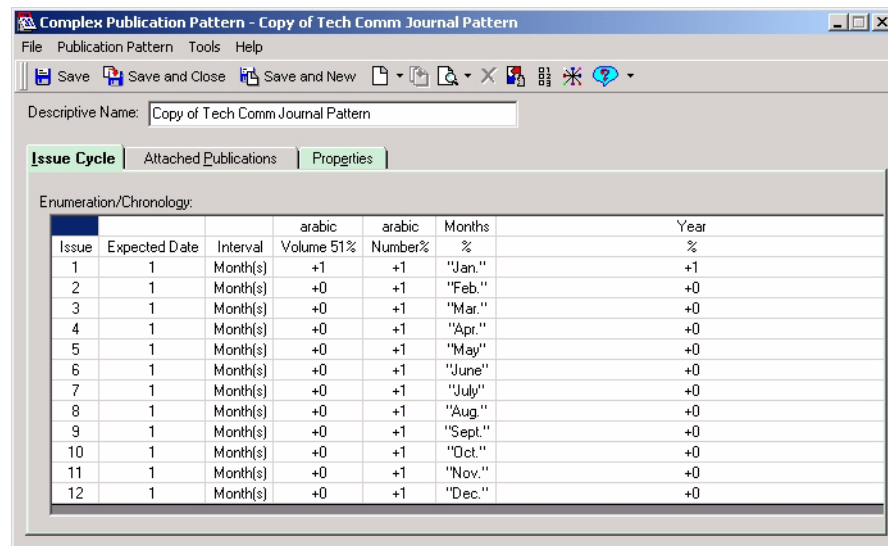 Complex Publication Pattern - Copy of Tech Comm Journal Pattern
File Publication Pattern Tools Help
Save Save and Close Save and New
Descriptive Name: Copy of Tech Comm Journal Pattern
Issue Cycle Attached Publications Properties
Enumeration/Chronology:
arabic arabic Months Year
Issue Expected Date Interval Volume 51% Number% % %
1 1 Month(s) +1 +1 "Jan." +1
2 1 Month(s) +0 +1 "Feb." +0
3 1 Month(s) +0 +1 "Mar." +0
4 1 Month(s) +0 +1 "Apr." +0
5 1 Month(s) +0 +1 "May" +0
6 1 Month(s) +0 +1 "June" +0
7 1 Month(s) +0 +1 "July" +0
8 1 Month(s) +0 +1 "Aug." +0
9 1 Month(s) +0 +1 "Sept." +0
10 1 Month(s) +0 +1 "Oct." +0
11 1 Month(s) +0 +1 "Nov." +0
12 1 Month(s) +0 +1 "Dec." +0